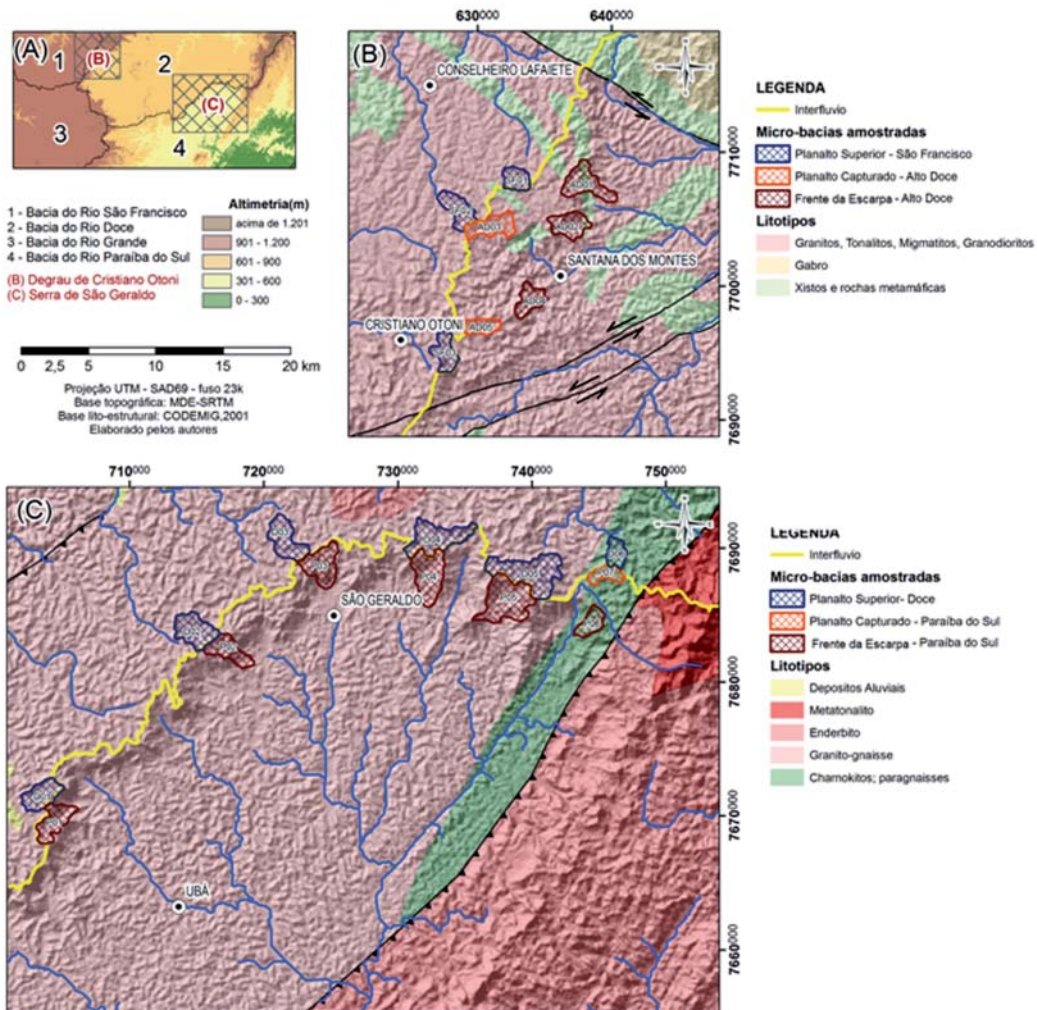 (A)
1
(B)
2
(C)
3
4
1 - Bacia do Rio São Francisco
2 - Bacia do Rio Doce
3 - Bacia do Rio Grande
4 - Bacia do Rio Paraíba do Sul
(B) Degrau de Cristiano Otoni
(C) Serra de São Geraldo
Altimetria(m)
acima de 1.201
901 - 1.200
601 - 900
301 - 600
0 - 300
0 2,5 5 10 15 20 km
Projeção UTM - SAD69 - fuso 23k
Base topográfica: MDE-SRTM
Base lito-estrutural: CODEMIG,2001
Elaborado pelos autores
630000 640000
(B)
CONSELHEIRO LAFAIETE
SANTANA DOS MONTES
CRISTIANO OTONI
AD03
AD05
7710000
7700000
7690000
LEGENDA
Interfluvio
Micro-bacias amostradas
Planalto Superior - São Francisco
Planalto Capturado - Alto Doce
Frente da Escarpa - Alto Doce
Litotipos
Granitos, Tonalitos, Migmatitos, Granodioritos
Gabro
Xistos e rochas metamáficas
710000 720000 730000 740000 750000
(C)
SÃO GERALDO
UBÁ
7690000
7680000
7670000
7660000
LEGENDA
Interfluvio
Micro-bacias amostradas
Planalto Superior- Doce
Planalto Capturado - Paraíba do Sul
Frente da Escarpa - Paraíba do Sul
Litotipos
Depositos Aluviais
Metatonalito
Enderbito
Granito-gnaisse
Charnokitos; paragnaisses